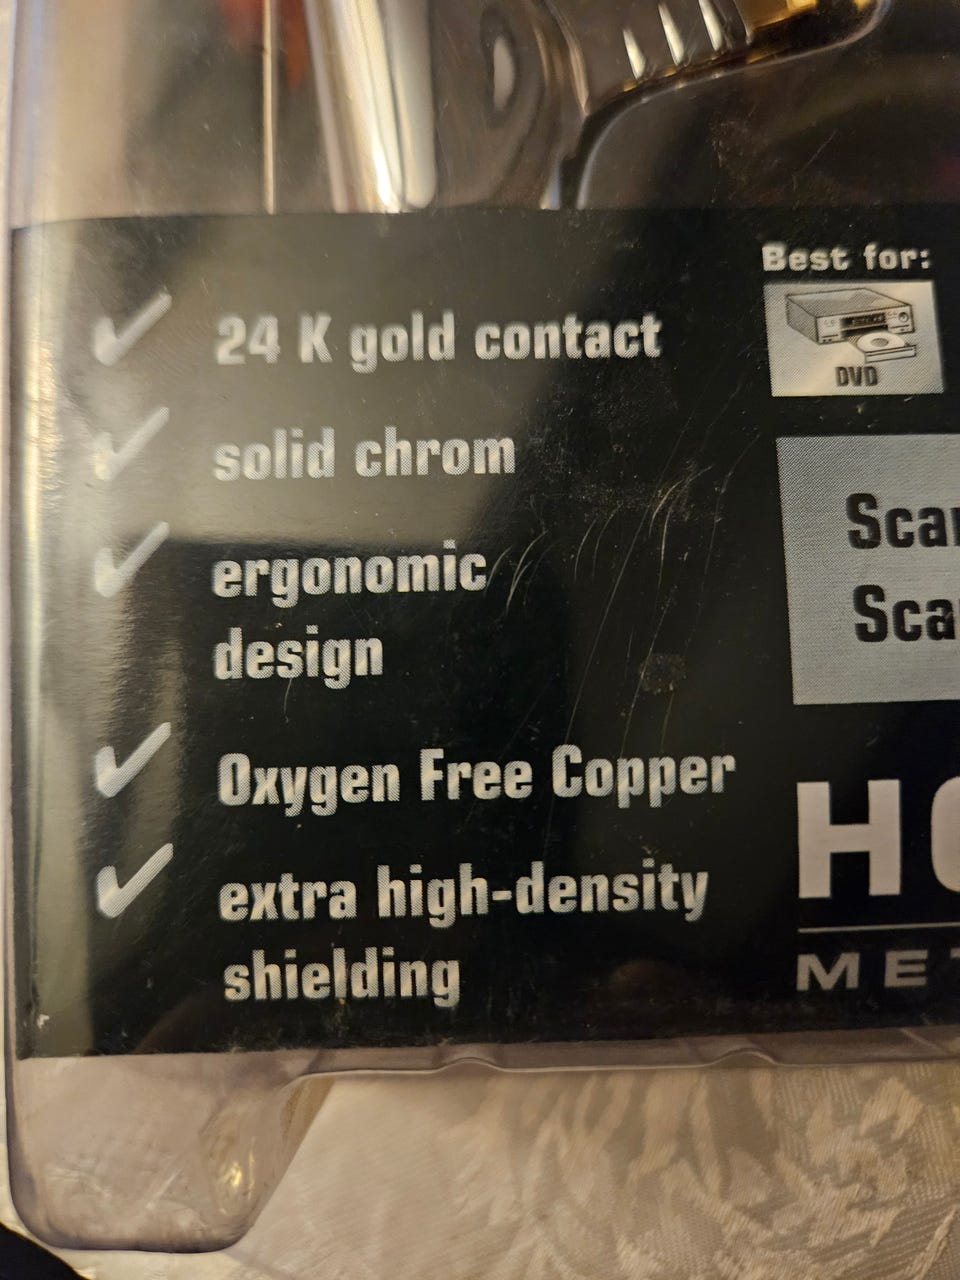 24 K gold contact
solid chrom
ergonomic
design
Oxygen Free Copper
extra high-density
shielding
Best for:
DVD